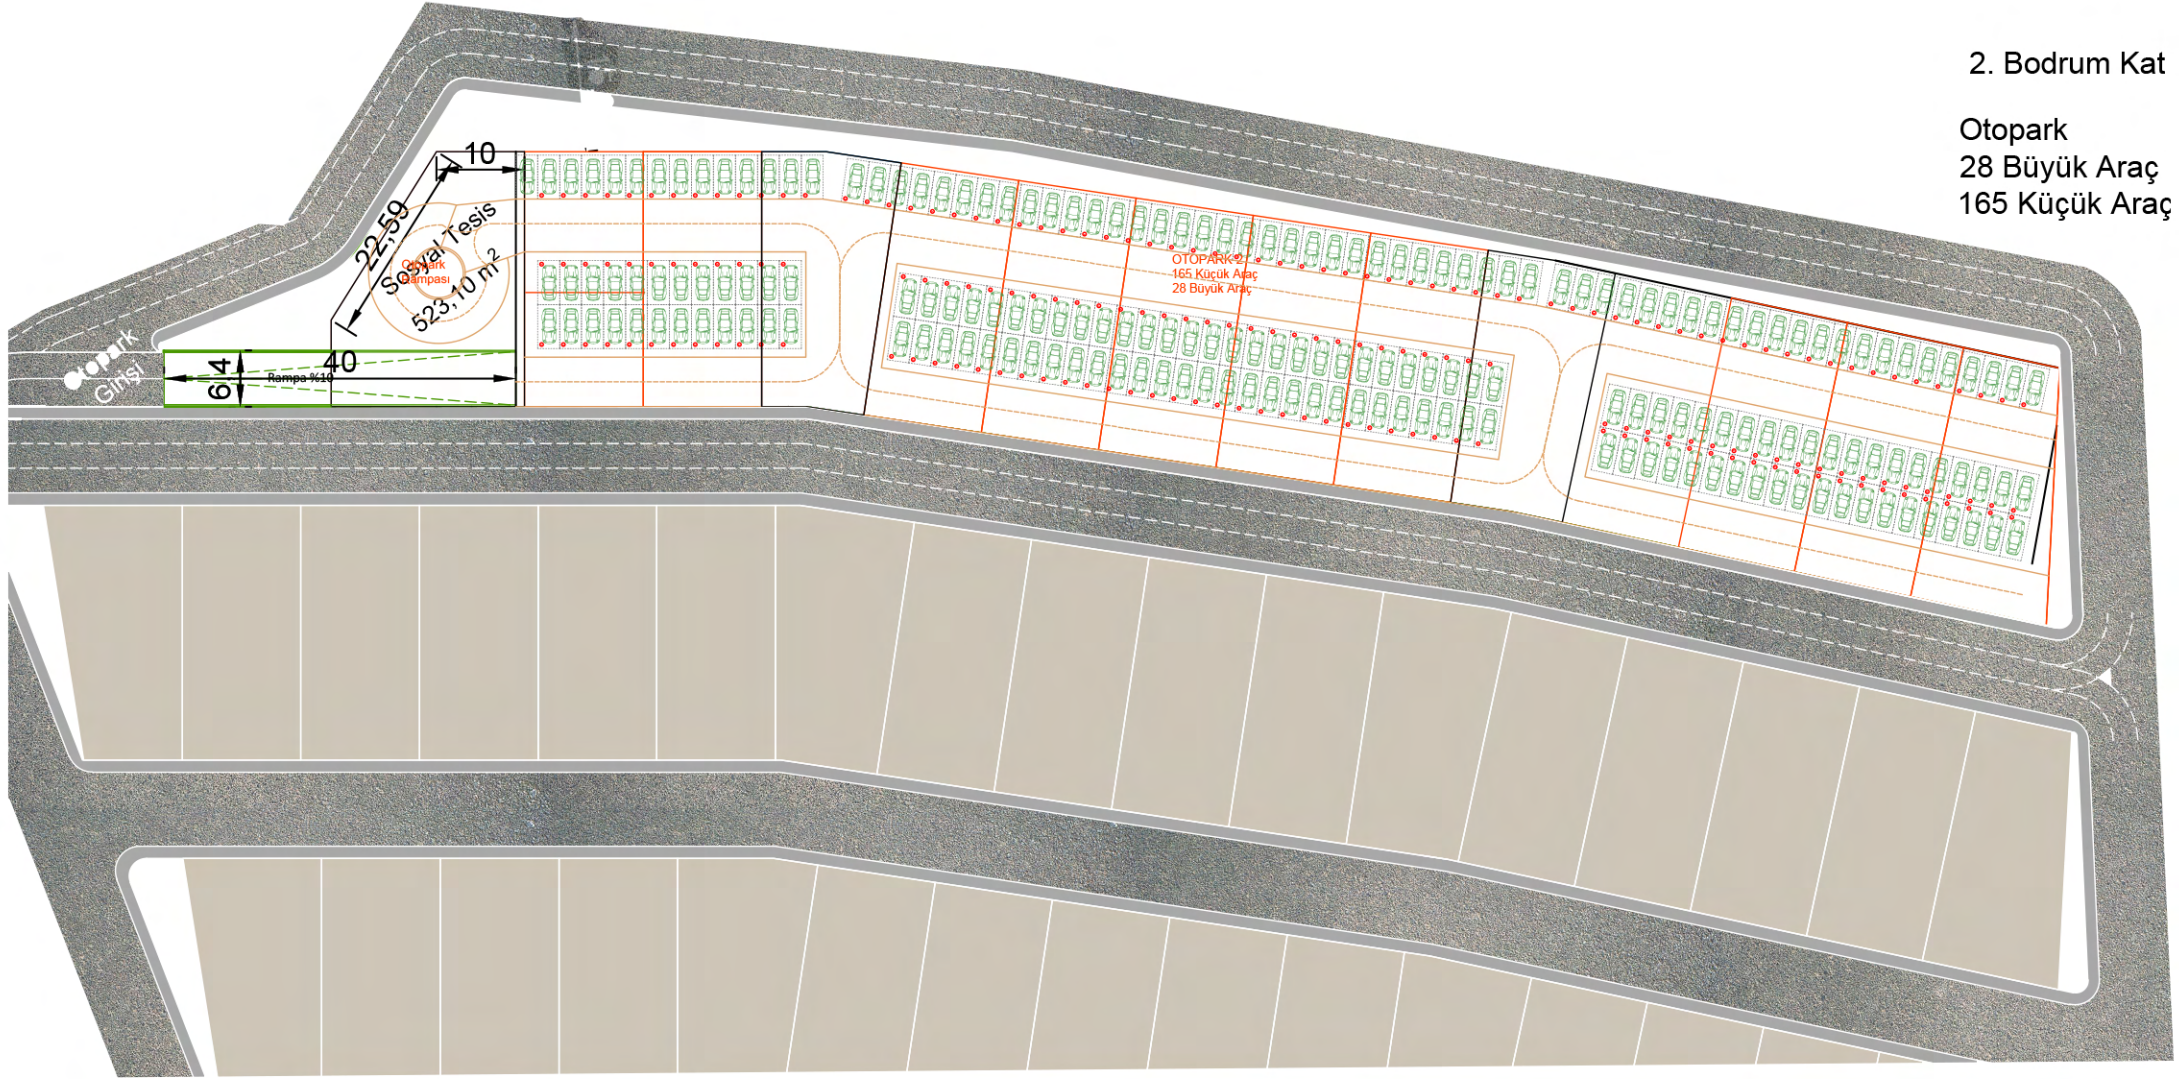 2. Bodrum Kat
Otopark
28 Büyük Araç
165 Küçük Araç
10
22,59
Sosyal Tesis
523,10 m²
Otopark
Rampası
OTOPARK-2
165 Küçük Araç
28 Büyük Araç
Otopark
Girişi
6,4
40
Rampa %10